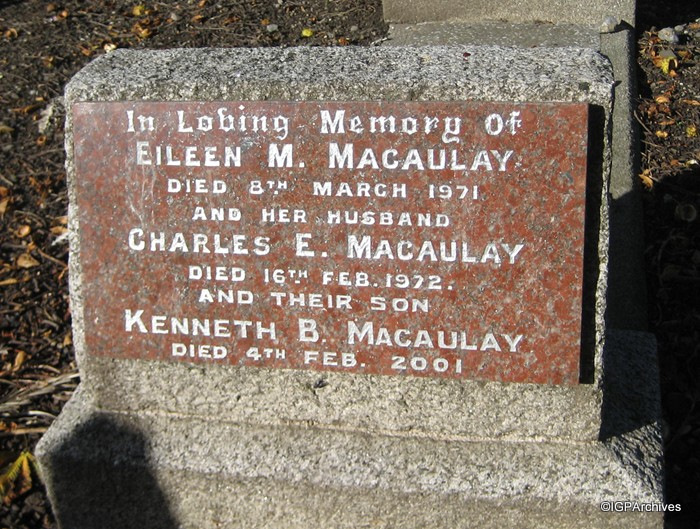 In Loving Memory Of
EILEEN M. MACAULAY
DIED 8TH MARCH 1971
AND HER HUSBAND
CHARLES E. MACAULAY
DIED 16TH FEB. 1972.
AND THEIR SON
KENNETH B. MACAULAY
DIED 4TH FEB. 2001
©IGPArchives